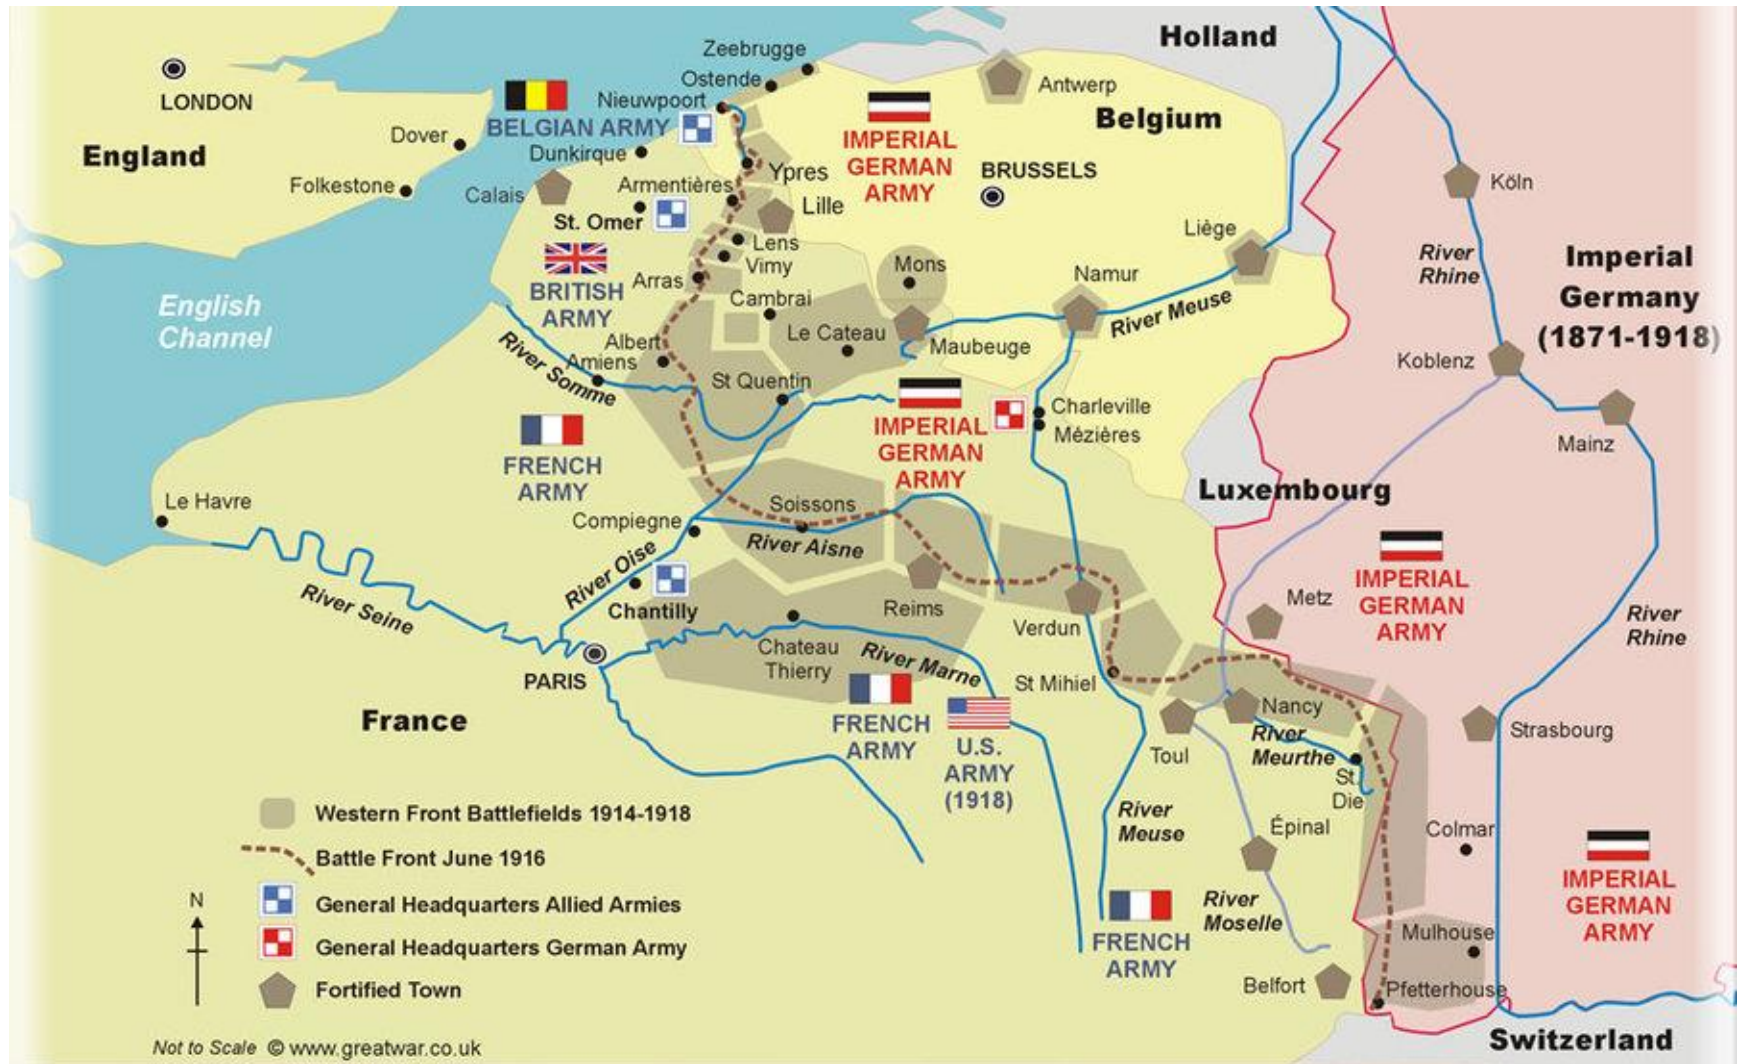 Holland
Zeebrugge
LONDON
Ostende
Antwerp
Nieuwpoort
Belgium
BELGIAN ARMY
IMPERIAL
GERMAN
ARMY
Dover
England
Dunkirque
Ypres
BRUSSELS
Folkestone
Calais
Armentières
Köln
Lille
St. Omer
Liège
Lens
Vimy
River
Rhine
Imperial
Germany
(1871-1918)
Arras
Mons
Namur
BRITISH
ARMY
Cambrai
English
Channel
River Meuse
Le Cateau
Maubeuge
Albert
Amiens
River Somme
Koblenz
St Quentin
Charleville
Mézières
IMPERIAL
GERMAN
ARMY
Mainz
FRENCH
ARMY
Luxembourg
Le Havre
Soissons
Compiegne
River Aisne
River Oise
IMPERIAL
GERMAN
ARMY
River Seine
Chantilly
Reims
Metz
Verdun
River
Rhine
Chateau
Thierry
River Marne
PARIS
St Mihiel
France
FRENCH
ARMY
U.S.
ARMY
(1918)
Nancy
River
Meurthe
Toul
Strasbourg
St
Die
Western Front Battlefields 1914-1918
River
Meuse
Épinal
Colmar
Battle Front June 1916
IMPERIAL
GERMAN
ARMY
N
General Headquarters Allied Armies
River
Moselle
FRENCH
ARMY
Mulhouse
General Headquarters German Army
Fortified Town
Belfort
Pfetterhouse
Switzerland
Not to Scale © www.greatwar.co.uk